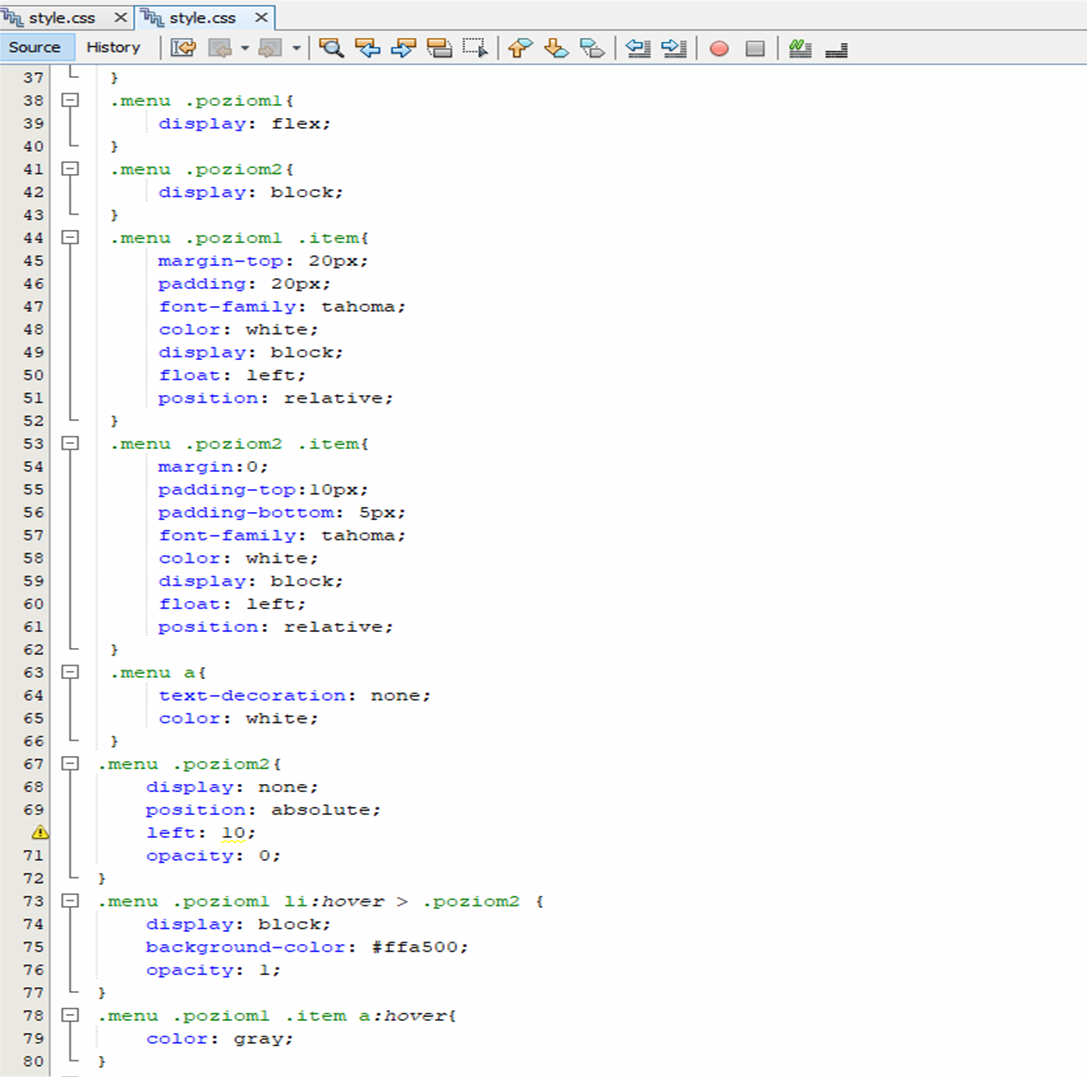 style.css style.css
Source History
37 }
38 .menu .poziom1{
39 display: flex;
40 }
41 .menu .poziom2{
42 display: block;
43 }
44 .menu .poziom1 .item{
45 margin-top: 20px;
46 padding: 20px;
47 font-family: tahoma;
48 color: white;
49 display: block;
50 float: left;
51 position: relative;
52 }
53 .menu .poziom2 .item{
54 margin:0;
55 padding-top:10px;
56 padding-bottom: 5px;
57 font-family: tahoma;
58 color: white;
59 display: block;
60 float: left;
61 position: relative;
62 }
63 .menu a{
64 text-decoration: none;
65 color: white;
66 }
67 .menu .poziom2{
68 display: none;
69 position: absolute;
left: 10;
71 opacity: 0;
72 }
73 .menu .poziom1 li:hover > .poziom2 {
74 display: block;
75 background-color: #ffa500;
76 opacity: 1;
77 }
78 .menu .poziom1 .item a:hover{
79 color: gray;
80 }